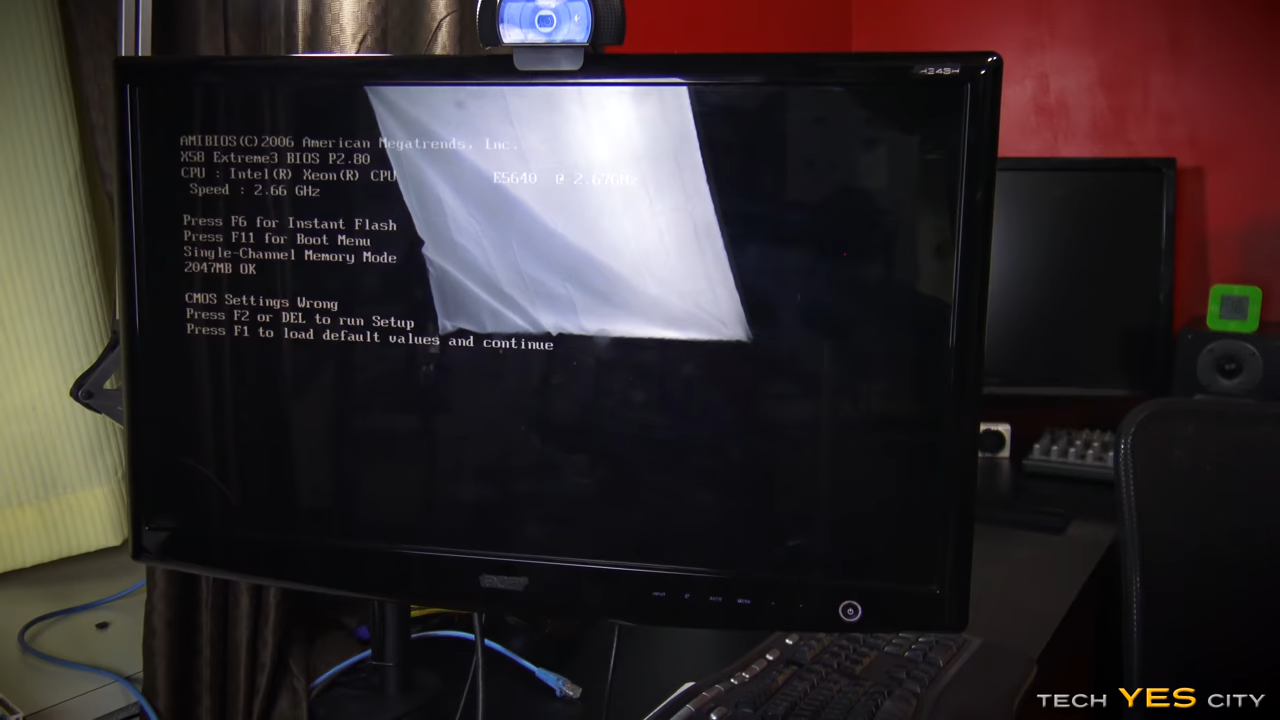 H243H
AMIBIOS(C)2006 American Megatrends, Inc.
X58 Extreme3 BIOS P2.80
CPU : Intel(R) Xeon(R) CPU E5640 @ 2.67GHz
Speed : 2.66 GHz
Press F6 for Instant Flash
Press F11 for Boot Menu
Single-Channel Memory Mode
2047MB OK
CMOS Settings Wrong
Press F2 or DEL to run Setup
Press F1 to load default values and continue
acer
TECH YES CITY